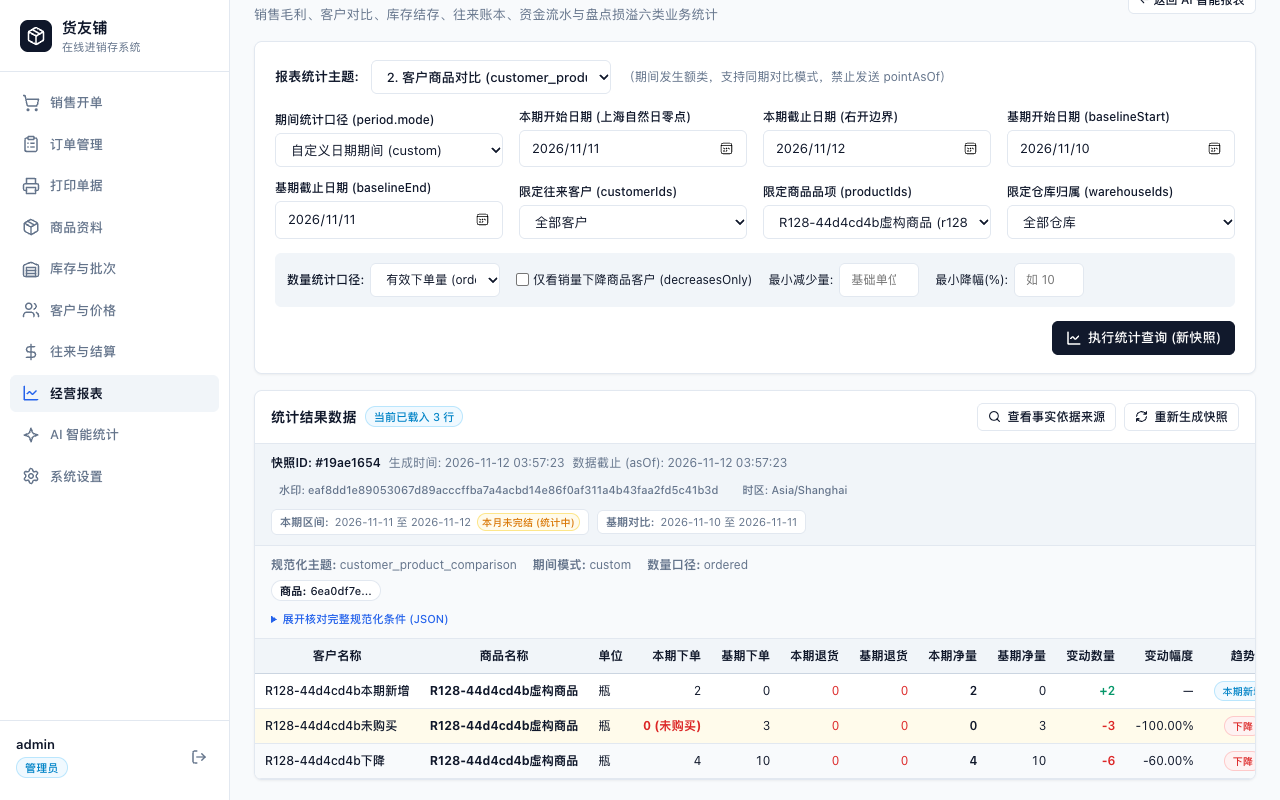 货友铺
在线进销存系统
销售开单
订单管理
打印单据
商品资料
库存与批次
客户与价格
往来与结算
经营报表
AI 智能统计
系统设置
admin
管理员
销售毛利、客户对比、库存结存、往来账本、资金流水与盘点损溢六类业务统计
返回 AI 智能报表
报表统计主题: 2. 客户商品对比 (customer_produ (期间发生额类，支持同期对比模式，禁止发送 pointAsOf)
期间统计口径 (period.mode) 本期开始日期 (上海自然日零点) 本期截止日期 (右开边界) 基期开始日期 (baselineStart)
自定义日期期间 (custom) 2026/11/11 2026/11/12 2026/11/10
基期截止日期 (baselineEnd) 限定往来客户 (customerIds) 限定商品品项 (productIds) 限定仓库归属 (warehouseIds)
2026/11/11 全部客户 R128-44d4cd4b虚构商品 (r128 全部仓库
数量统计口径: 有效下单量 (orde 仅看销量下降商品客户 (decreasesOnly) 最小减少量: 基础单位 最小降幅(%): 如 10
执行统计查询 (新快照)
统计结果数据 当前已载入 3 行 查看事实依据来源 重新生成快照
快照ID: #19ae1654 生成时间: 2026-11-12 03:57:23 数据截止 (asOf): 2026-11-12 03:57:23
水印: eaf8dd1e89053067d89acccffba7a4acbd14e86f0af311a4b43faa2fd5c41b3d 时区: Asia/Shanghai
本期区间: 2026-11-11 至 2026-11-12 本月未完结 (统计中) 基期对比: 2026-11-10 至 2026-11-11
规范化主题: customer_product_comparison 期间模式: custom 数量口径: ordered
商品: 6ea0df7e...
展开核对完整规范化条件 (JSON)
客户名称 商品名称 单位 本期下单 基期下单 本期退货 基期退货 本期净量 基期净量 变动数量 变动幅度 趋势
R128-44d4cd4b本期新增 R128-44d4cd4b虚构商品 瓶 2 0 0 0 2 0 +2 — 本期新
R128-44d4cd4b未购买 R128-44d4cd4b虚构商品 瓶 0 (未购买) 3 0 0 0 3 -3 -100.00% 下降
R128-44d4cd4b下降 R128-44d4cd4b虚构商品 瓶 4 10 0 0 4 10 -6 -60.00% 下降